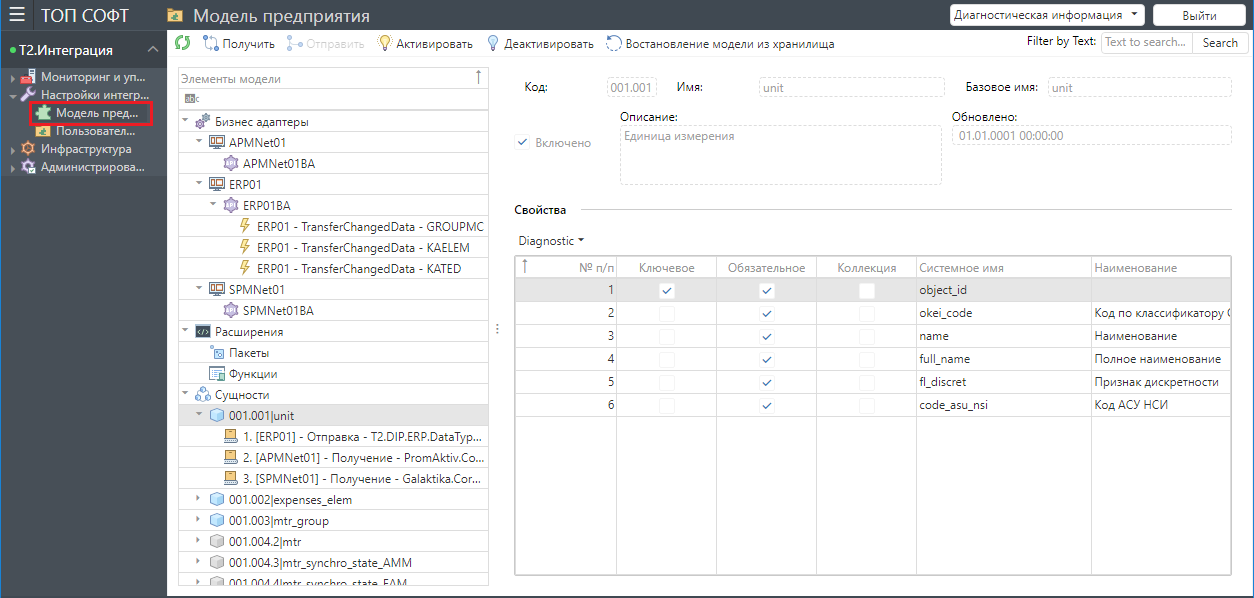 ТОП СОФТ
Модель предприятия
Диагностическая информация
Выйти
Т2.Интеграция
Мониторинг и уп...
Настройки интегр...
Модель пред...
Пользовател...
Инфраструктура
Администрирова...
Получить
Отправить
Активировать
Деактивировать
Востановление модели из хранилища
Filter by Text:
Text to search...
Search
Элементы модели
Бизнес адаптеры
APMNet01
APMNet01BA
ERP01
ERP01BA
ERP01 - TransferChangedData - GROUPMC
ERP01 - TransferChangedData - KAELEM
ERP01 - TransferChangedData - KATED
SPMNet01
SPMNet01BA
Расширения
Пакеты
Функции
Сущности
001.001|unit
1. [ERP01] - Отправка - T2.DIP.ERP.DataTyp...
2. [APMNet01] - Получение - PromAktiv.Co...
3. [SPMNet01] - Получение - Galaktika.Cor...
001.002|expenses_elem
001.003|mtr_group
001.004.2|mtr
001.004.3|mtr_synchro_state_AMM
001.004.4|mtr_synchro_state_EAM
Код:
001.001
Имя:
unit
Базовое имя:
unit
Включено
Описание:
Единица измерения
Обновлено:
01.01.0001 00:00:00
Свойства
Diagnostic
№ п/п Ключевое Обязательное Коллекция Системное имя Наименование
1 object_id
2 okei_code Код по классификатору
3 name Наименование
4 full_name Полное наименование
5 fl_discret Признак дискретности
6 code_asu_nsi Код АСУ НСИ